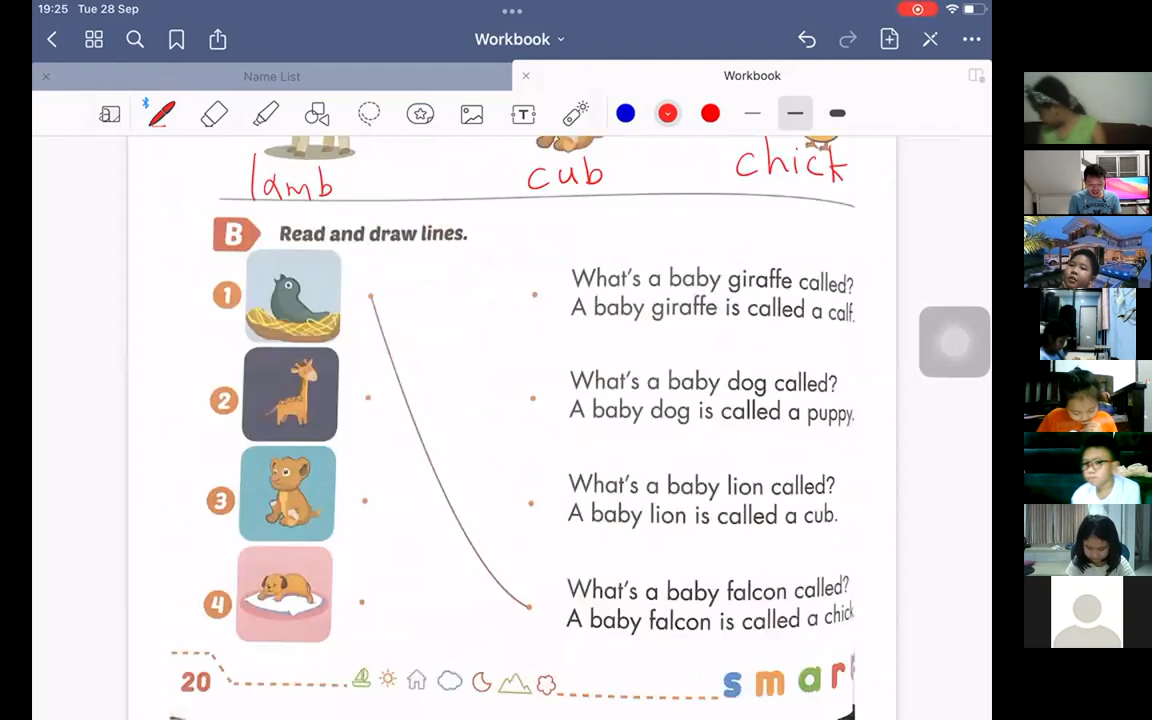 19:25 Tue 28 Sep
Workbook
Name List
Workbook
T
lamb
cub
chick
B Read and draw lines.
1
What's a baby giraffe called?
A baby giraffe is called a calf.
2
What's a baby dog called?
A baby dog is called a puppy.
3
What's a baby lion called?
A baby lion is called a cub.
4
What's a baby falcon called?
A baby falcon is called a chick
20
smar